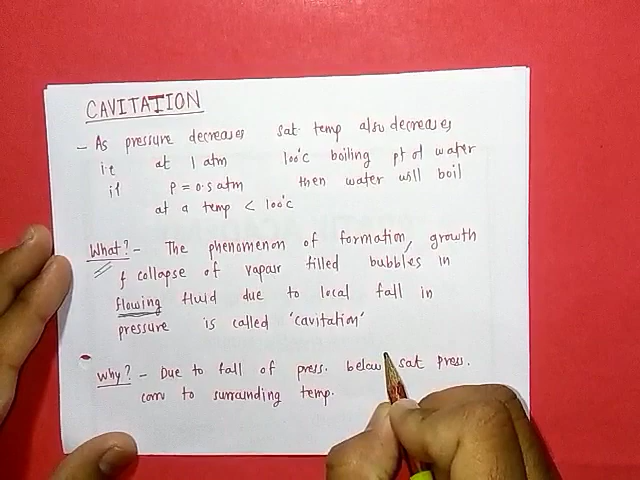 CAVITATION
- As pressure decreases sat. temp also decreases
i.e at 1 atm 100°C boiling pt of water
if P = 0.5 atm then water will boil
at a temp < 100°C
What? - The phenomenon of formation, growth
& collapse of vapour filled bubbles in
flowing fluid due to local fall in
pressure is called 'cavitation'
Why? - Due to fall of press. below sat press.
corr to surrounding temp.